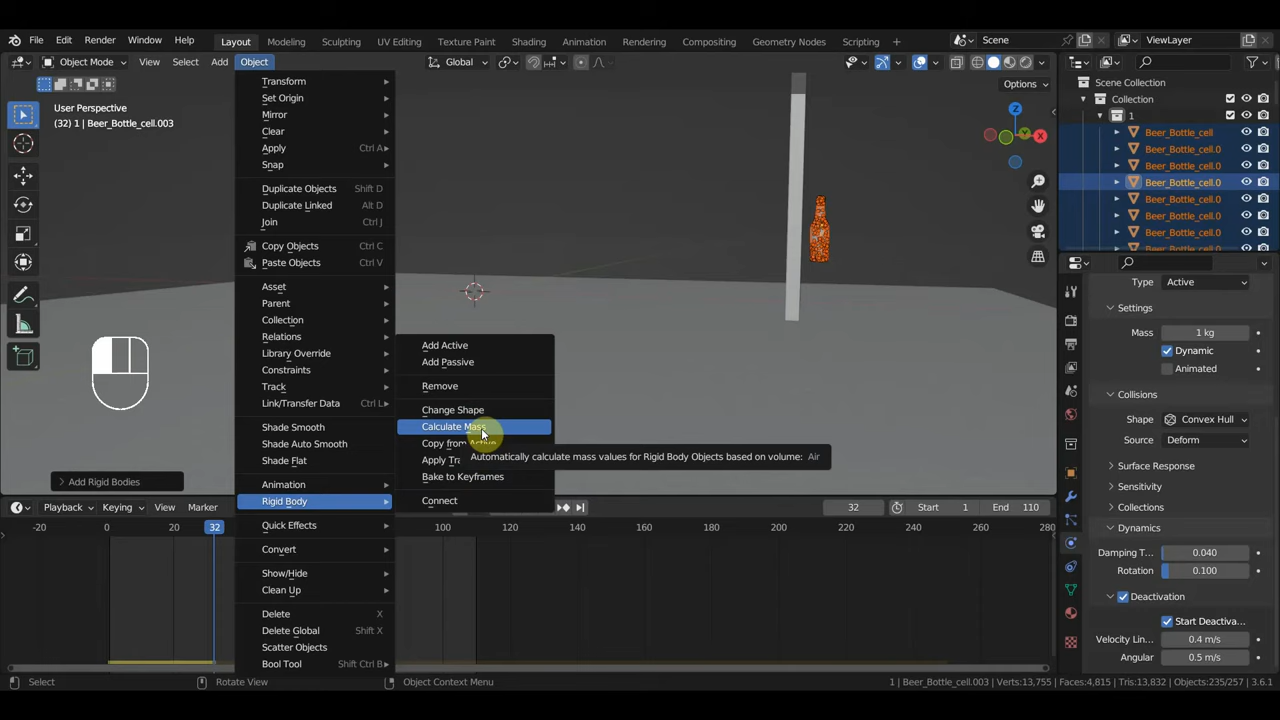 File Edit Render Window Help Layout Modeling Sculpting UV Editing Texture Paint Shading Animation Rendering Compositing Geometry Nodes Scripting + Scene ViewLayer
Object Mode View Select Add Object Global Options
User Perspective
(32) 1 | Beer_Bottle_cell.003
Transform
Set Origin
Mirror
Clear
Apply Ctrl A
Snap
Duplicate Objects Shift D
Duplicate Linked Alt D
Join Ctrl J
Copy Objects Ctrl C
Paste Objects Ctrl V
Asset
Parent
Collection
Relations
Library Override
Constraints
Track
Link/Transfer Data Ctrl L
Shade Smooth
Shade Auto Smooth
Shade Flat
Animation
Rigid Body
Quick Effects
Convert
Show/Hide
Clean Up
Delete X
Delete Global Shift X
Scatter Objects
Bool Tool Shift Ctrl B
Add Active
Add Passive
Remove
Change Shape
Calculate Mass
Copy from Active
Apply Tra
Bake to Keyframes
Connect
Automatically calculate mass values for Rigid Body Objects based on volume: Air
Z
Y
X
Add Rigid Bodies
Scene Collection
Collection
1
Beer_Bottle_cell
Beer_Bottle_cell.0
Beer_Bottle_cell.0
Beer_Bottle_cell.0
Beer_Bottle_cell.0
Beer_Bottle_cell.0
Beer_Bottle_cell.0
Type Active
Settings
Mass 1 kg
Dynamic
Animated
Collisions
Shape Convex Hull
Source Deform
Surface Response
Sensitivity
Collections
Dynamics
Damping T... 0.040
Rotation 0.100
Deactivation
Start Deactiva...
Velocity Lin... 0.4 m/s
Angular 0.5 m/s
Playback Keying View Marker 32 Start 1 End 110
-20 0 20 32 100 120 140 160 180 200 220 240 260 280
Select Rotate View Object Context Menu 1 | Beer_Bottle_cell.003 | Verts:13,755 | Faces:4,815 | Tris:13,832 | Objects:235/257 | 3.6.1